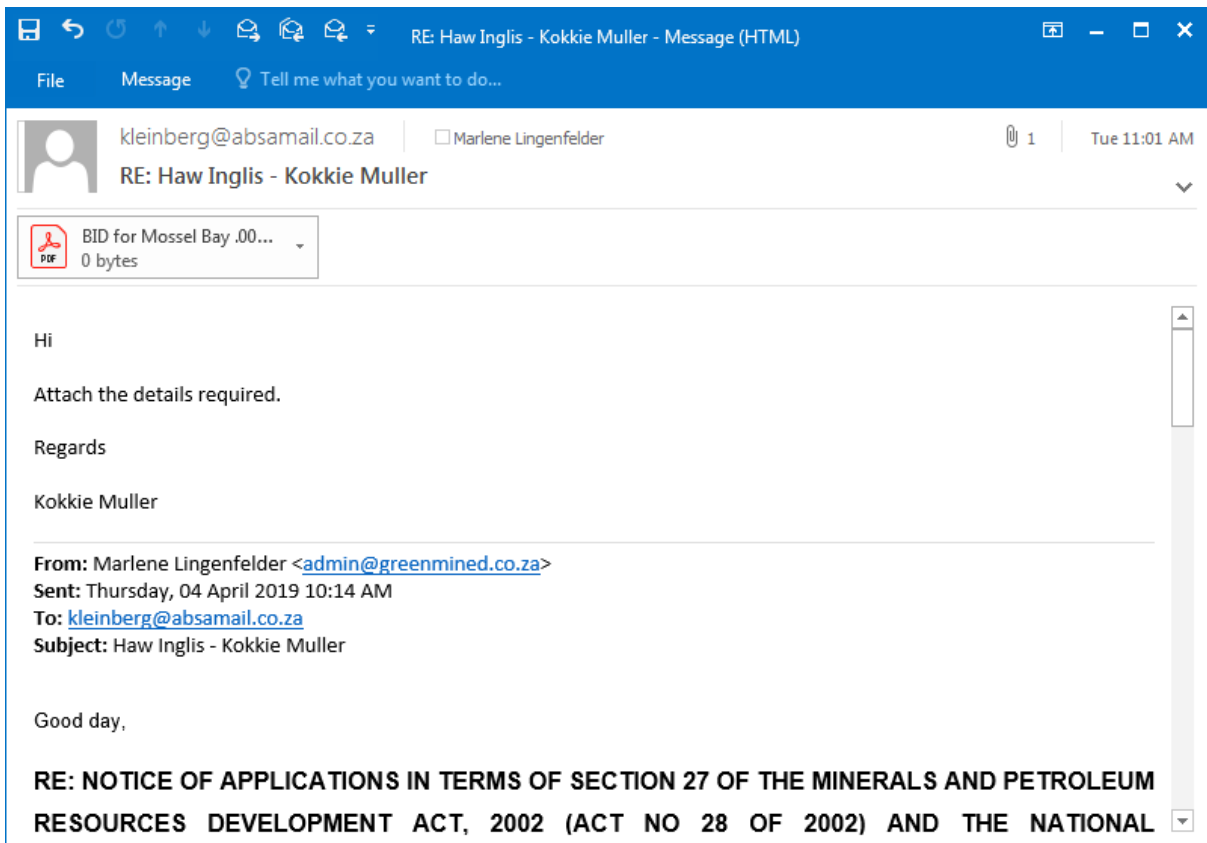 RE: Haw Inglis - Kokkie Muller - Message (HTML)
File Message Tell me what you want to do...
kleinberg@absamail.co.za Marlene Lingenfelder 1 Tue 11:01 AM
RE: Haw Inglis - Kokkie Muller
BID for Mossel Bay .00...
PDF
0 bytes
Hi
Attach the details required.
Regards
Kokkie Muller
From: Marlene Lingenfelder <admin@greenmined.co.za>
Sent: Thursday, 04 April 2019 10:14 AM
To: kleinberg@absamail.co.za
Subject: Haw Inglis - Kokkie Muller
Good day,
RE: NOTICE OF APPLICATIONS IN TERMS OF SECTION 27 OF THE MINERALS AND PETROLEUM
RESOURCES DEVELOPMENT ACT, 2002 (ACT NO 28 OF 2002) AND THE NATIONAL